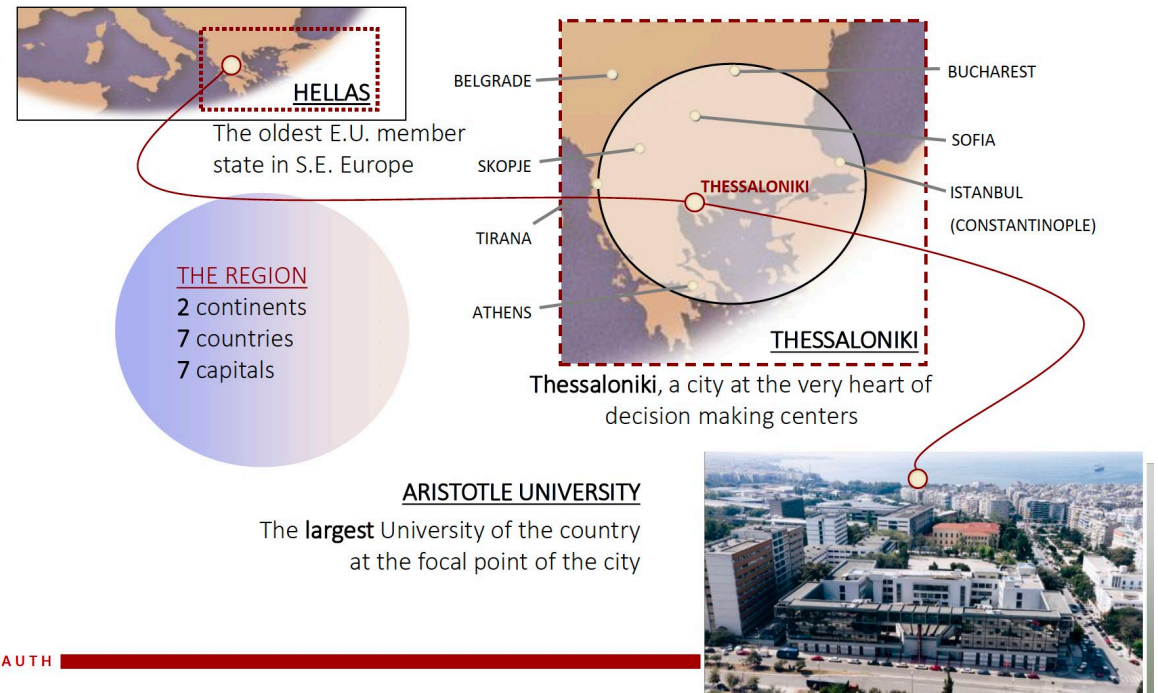 HELLAS
The oldest E.U. member
state in S.E. Europe
THE REGION
2 continents
7 countries
7 capitals
BELGRADE
BUCHAREST
SKOPJE
SOFIA
THESSALONIKI
ISTANBUL
(CONSTANTINOPLE)
TIRANA
ATHENS
THESSALONIKI
Thessaloniki, a city at the very heart of
decision making centers
ARISTOTLE UNIVERSITY
The largest University of the country
at the focal point of the city
AUTH